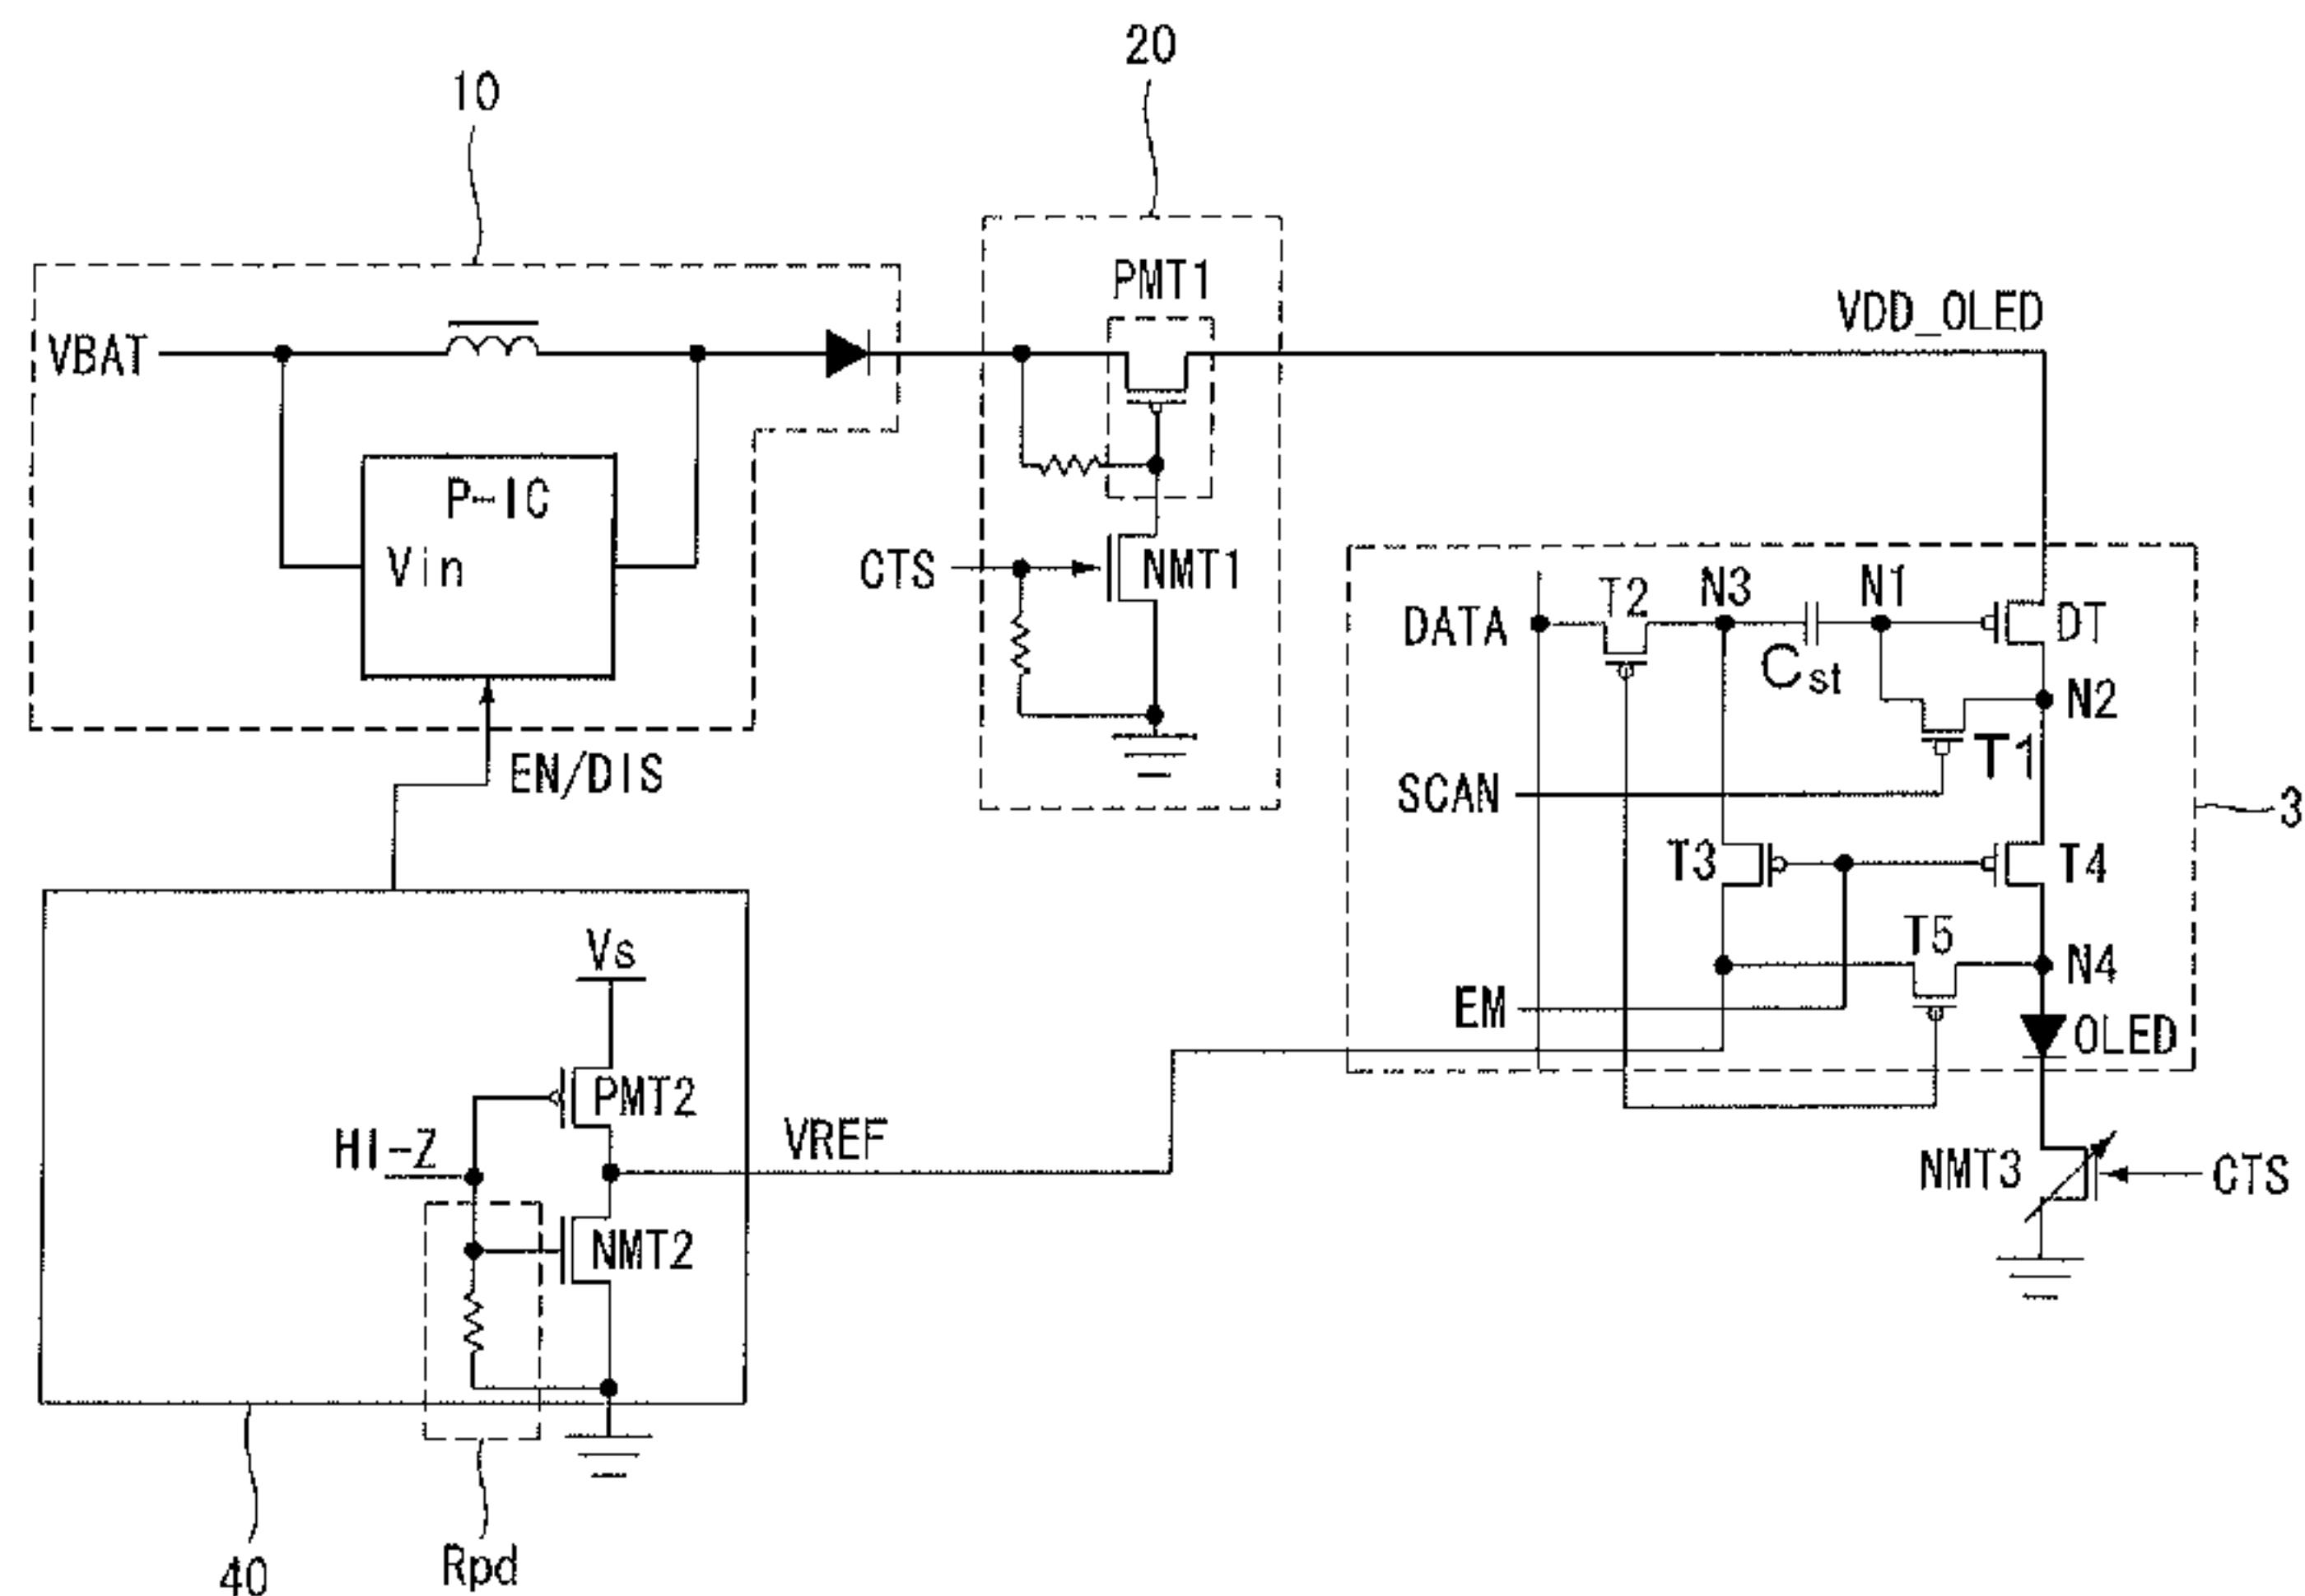 20
10
PMT1
VDD_OLED
VBAT
P-IC
Vin
CTS
NMT1
T2
N3
N1
DATA
DT
Cst
N2
T1
EN/DIS
SCAN
3
T3
T4
T5
Vs
N4
EM
OLED
PMT2
HI-Z
VREF
NMT3
CTS
NMT2
Rpd
40